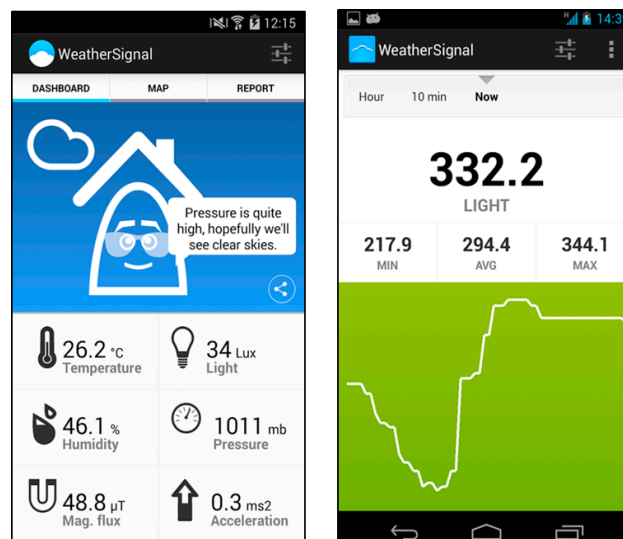 12:15
WeatherSignal
DASHBOARD MAP REPORT
Pressure is quite
high, hopefully we'll
see clear skies.
26.2 °C
Temperature
34 Lux
Light
46.1 %
Humidity
1011 mb
Pressure
48.8 µT
Mag. flux
0.3 ms2
Acceleration
H 14:3
WeatherSignal
Hour 10 min Now
332.2
LIGHT
217.9 294.4 344.1
MIN AVG MAX